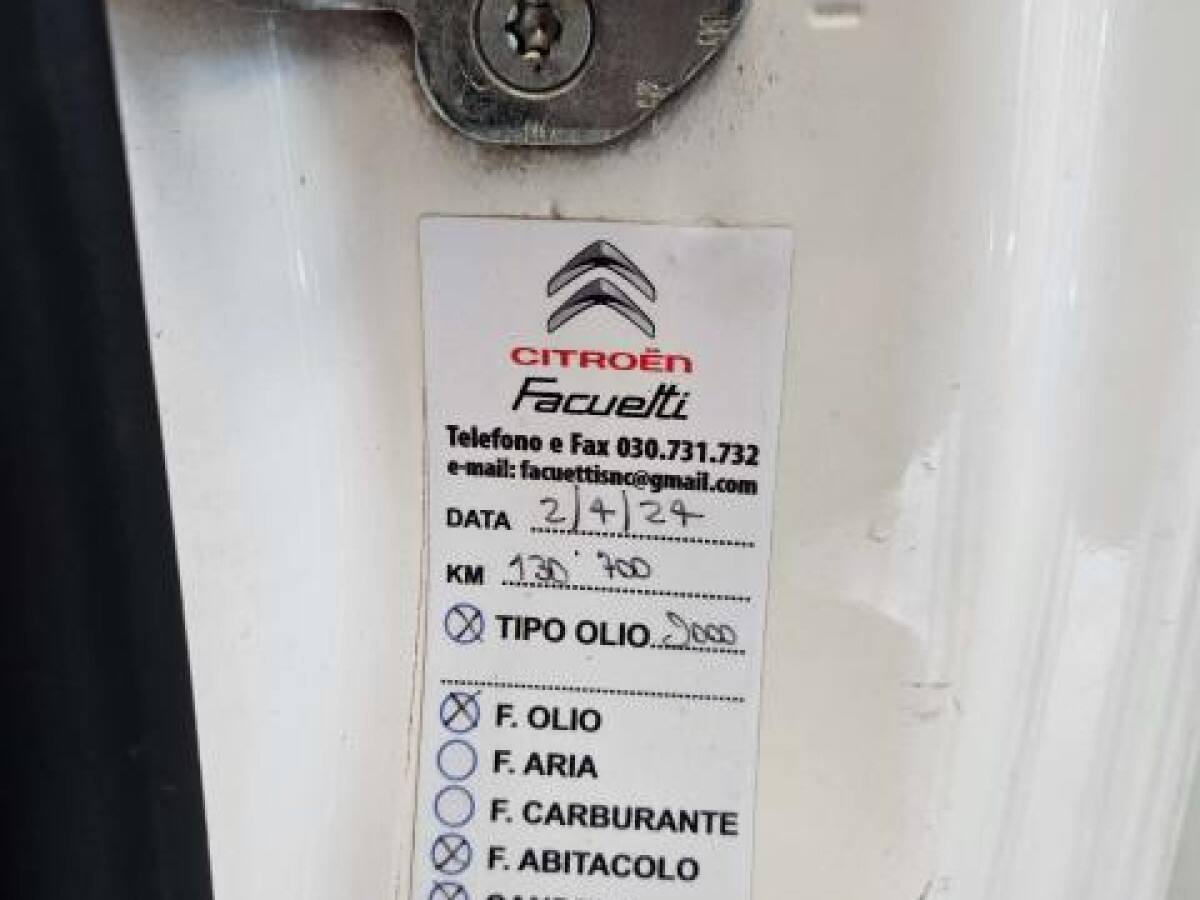 CITROËN
Facuetti
Telefono e Fax 030.731.732
e-mail: facuettisnc@gmail.com
DATA 2/4/24
KM 130'700
TIPO OLIO 9000
F. OLIO
F. ARIA
F. CARBURANTE
F. ABITACOLO